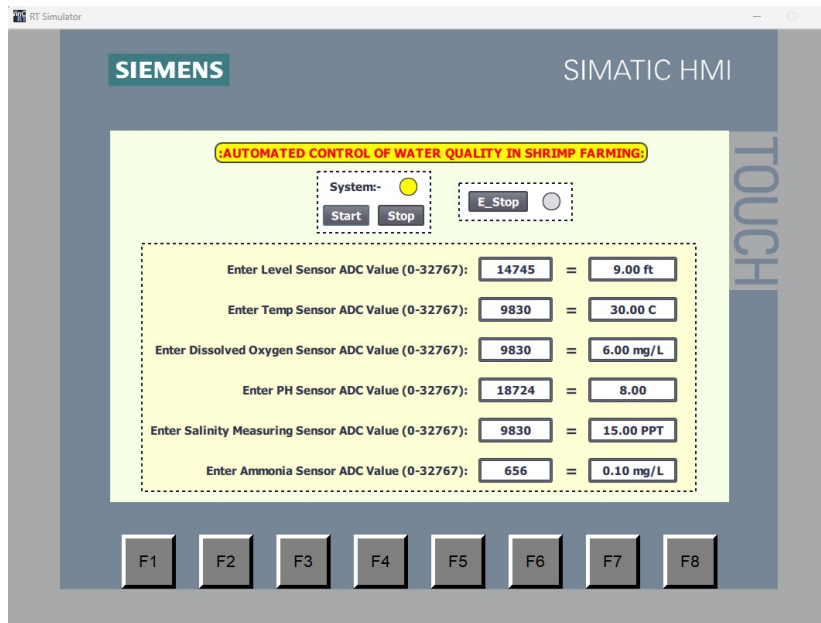 RT Simulator
SIEMENS
SIMATIC HMI
TOUCH
:AUTOMATED CONTROL OF WATER QUALITY IN SHRIMP FARMING:
System:-
Start Stop
E_Stop
Enter Level Sensor ADC Value (0-32767): 14745 = 9.00 ft
Enter Temp Sensor ADC Value (0-32767): 9830 = 30.00 C
Enter Dissolved Oxygen Sensor ADC Value (0-32767): 9830 = 6.00 mg/L
Enter PH Sensor ADC Value (0-32767): 18724 = 8.00
Enter Salinity Measuring Sensor ADC Value (0-32767): 9830 = 15.00 PPT
Enter Ammonia Sensor ADC Value (0-32767): 656 = 0.10 mg/L
F1 F2 F3 F4 F5 F6 F7 F8